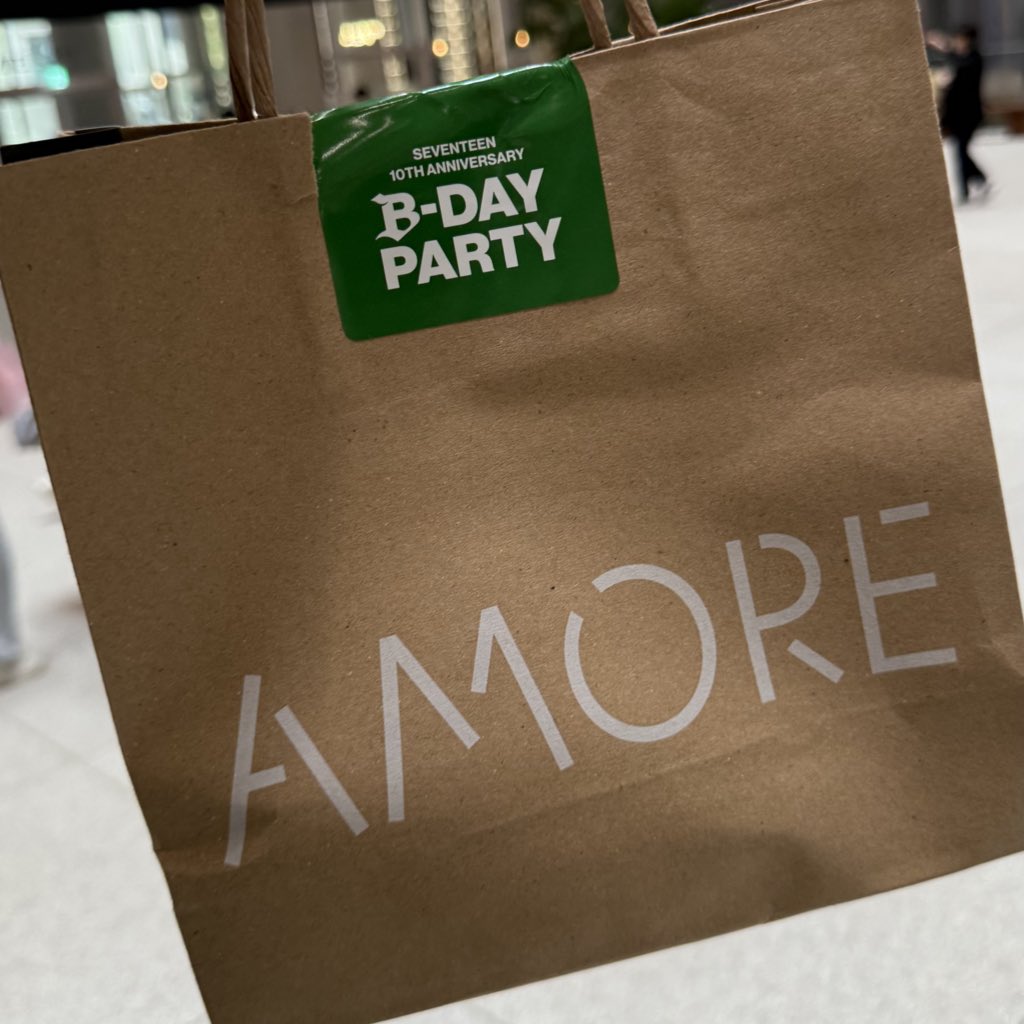 SEVENTEEN
10TH ANNIVERSARY
B-DAY
PARTY
AMORE